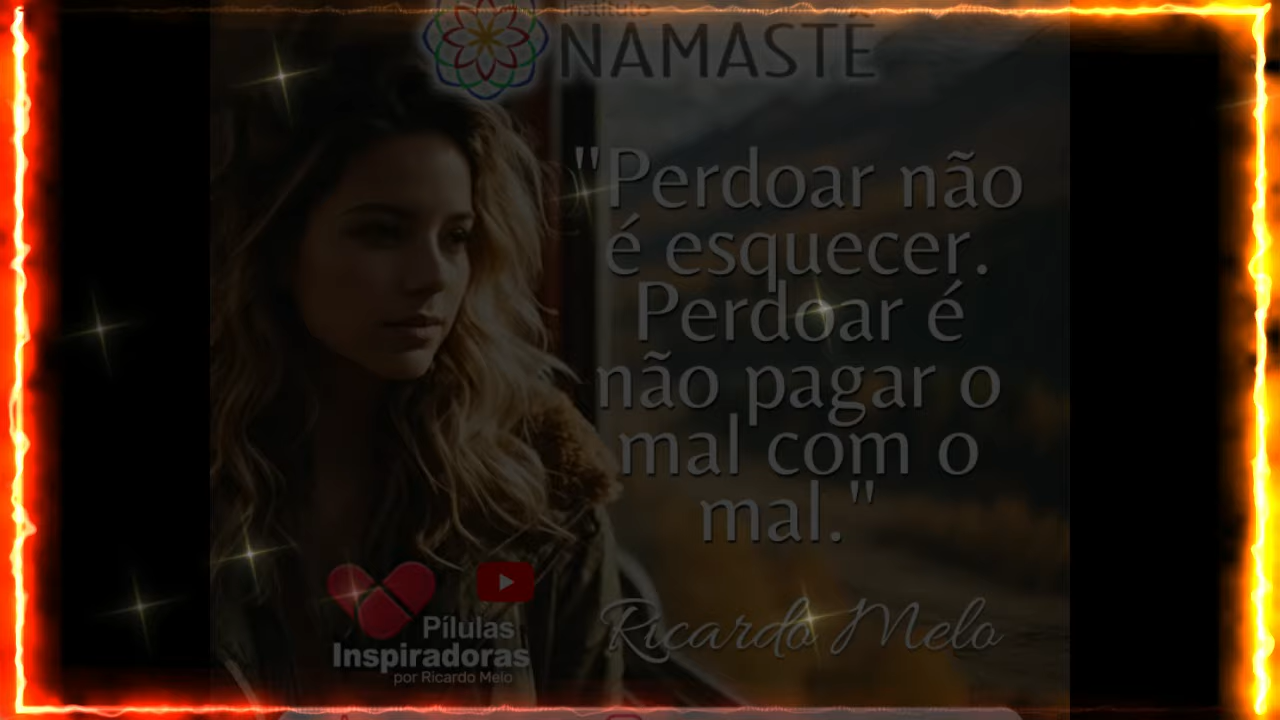 Instituto
NAMASTÊ
"Perdoar não
é esquecer.
Perdoar é
não pagar o
mal com o
mal."
Ricardo Melo
Pílulas
Inspiradoras
por Ricardo Melo